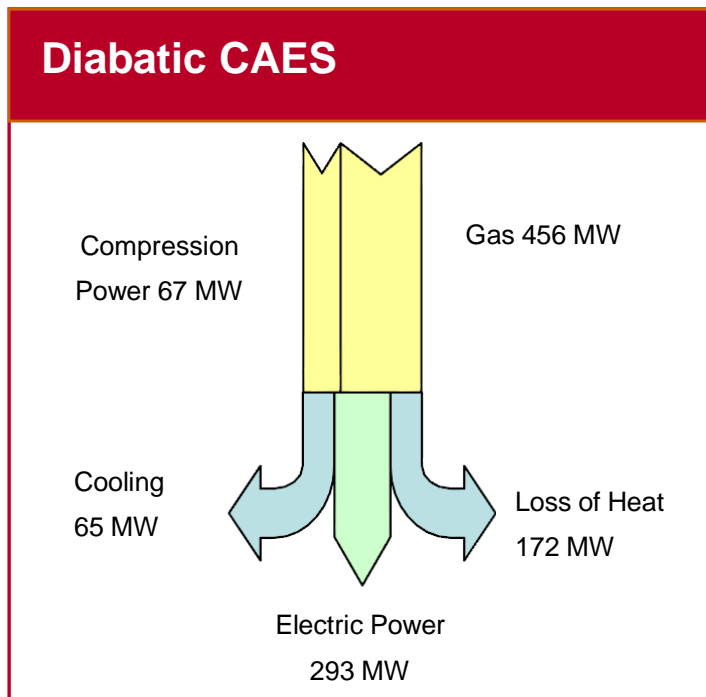 Diabatic CAES
Compression
Power 67 MW
Gas 456 MW
Cooling
65 MW
Loss of Heat
172 MW
Electric Power
293 MW